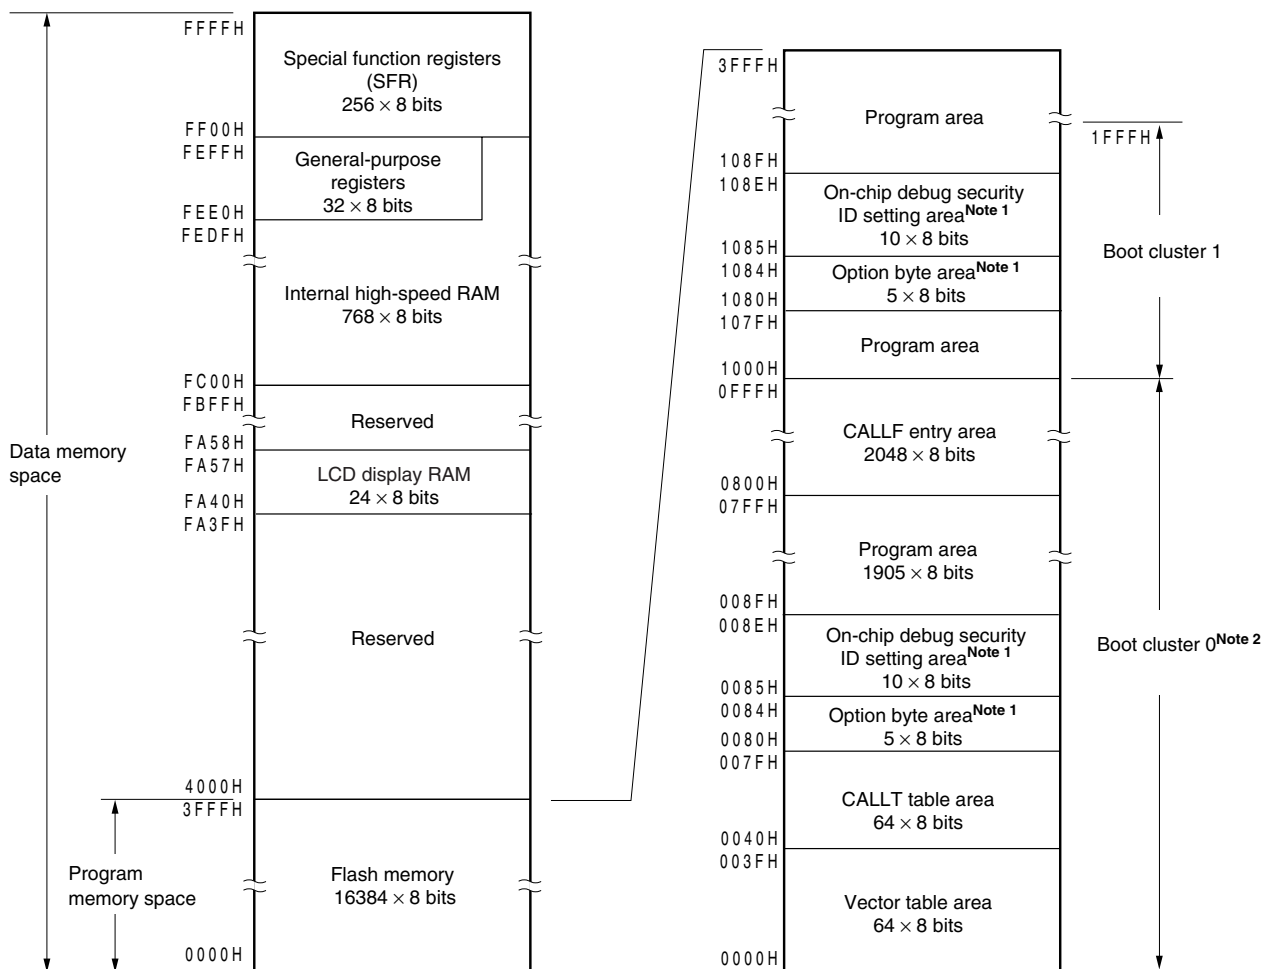 FFFFH
Special function registers
(SFR)
256 × 8 bits
FF00H
FEFFH
General-purpose
registers
32 × 8 bits
FEE0H
FEDFH
Internal high-speed RAM
768 × 8 bits
FC00H
FBFFH
Reserved
FA58H
FA57H
LCD display RAM
24 × 8 bits
FA40H
FA3FH
Reserved
4000H
3FFFH
Flash memory
16384 × 8 bits
0000H
Data memory
space
Program
memory space
3FFFH
Program area
108FH
108EH
On-chip debug security
ID setting areaNote 1
10 × 8 bits
1085H
1084H
Option byte areaNote 1
5 × 8 bits
1080H
107FH
Program area
1000H
0FFFH
CALLF entry area
2048 × 8 bits
0800H
07FFH
Program area
1905 × 8 bits
008FH
008EH
On-chip debug security
ID setting areaNote 1
10 × 8 bits
0085H
0084H
Option byte areaNote 1
5 × 8 bits
0080H
007FH
CALLT table area
64 × 8 bits
0040H
003FH
Vector table area
64 × 8 bits
0000H
1FFFH
Boot cluster 1
Boot cluster 0Note 2